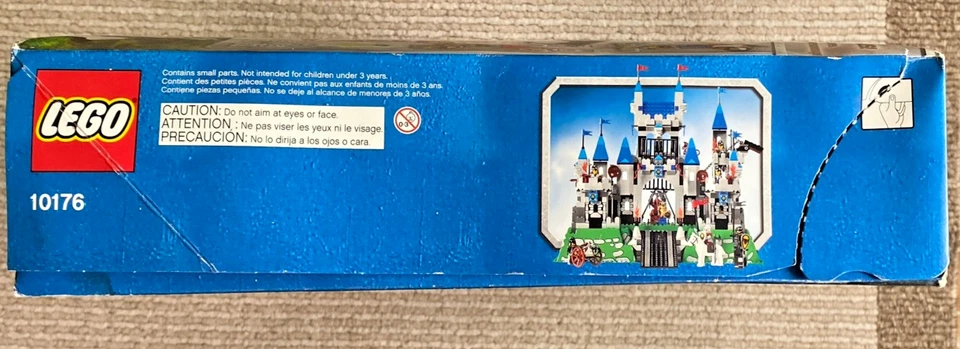 LEGO
10176
Contains small parts. Not intended for children under 3 years.
Contient des petites pièces. Ne convient pas aux enfants de moins de 3 ans.
Contiene piezas pequeñas. No se deje al alcance de menores de 3 años.
CAUTION: Do not aim at eyes or face.
ATTENTION : Ne pas viser les yeux ni le visage.
PRECAUCIÓN: No lo dirija a los ojos o cara.
0-3